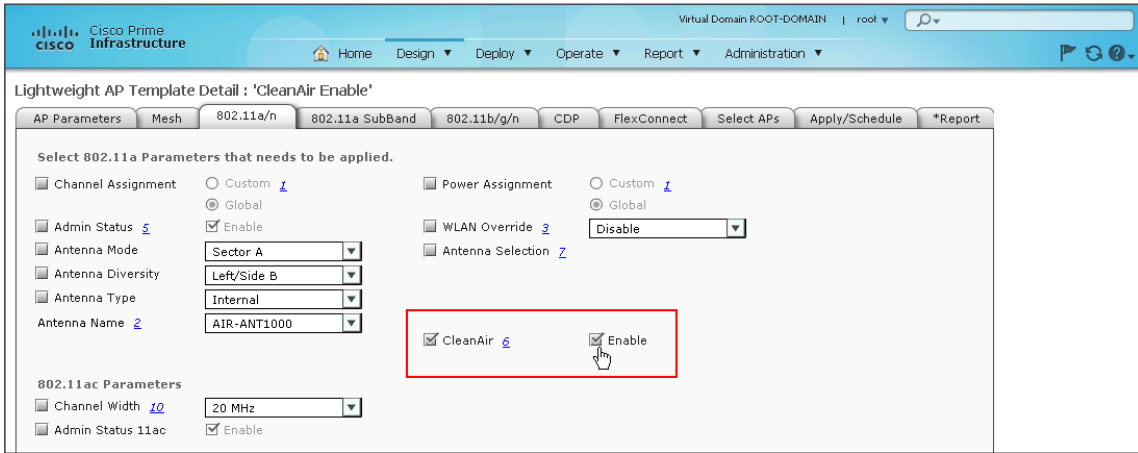 Virtual Domain ROOT-DOMAIN | root
cisco
Cisco Prime
Infrastructure
Home Design Deploy Operate Report Administration
Lightweight AP Template Detail : 'CleanAir Enable'
AP Parameters Mesh 802.11a/n 802.11a SubBand 802.11b/g/n CDP FlexConnect Select APs Apply/Schedule *Report
Select 802.11a Parameters that needs to be applied.
Channel Assignment Custom 1 Power Assignment Custom 1
Global Global
Admin Status 5 Enable WLAN Override 3 Disable
Antenna Mode Sector A Antenna Selection 7
Antenna Diversity Left/Side B
Antenna Type Internal
Antenna Name 2 AIR-ANT1000
CleanAir 6 Enable
802.11ac Parameters
Channel Width 10 20 MHz
Admin Status 11ac Enable